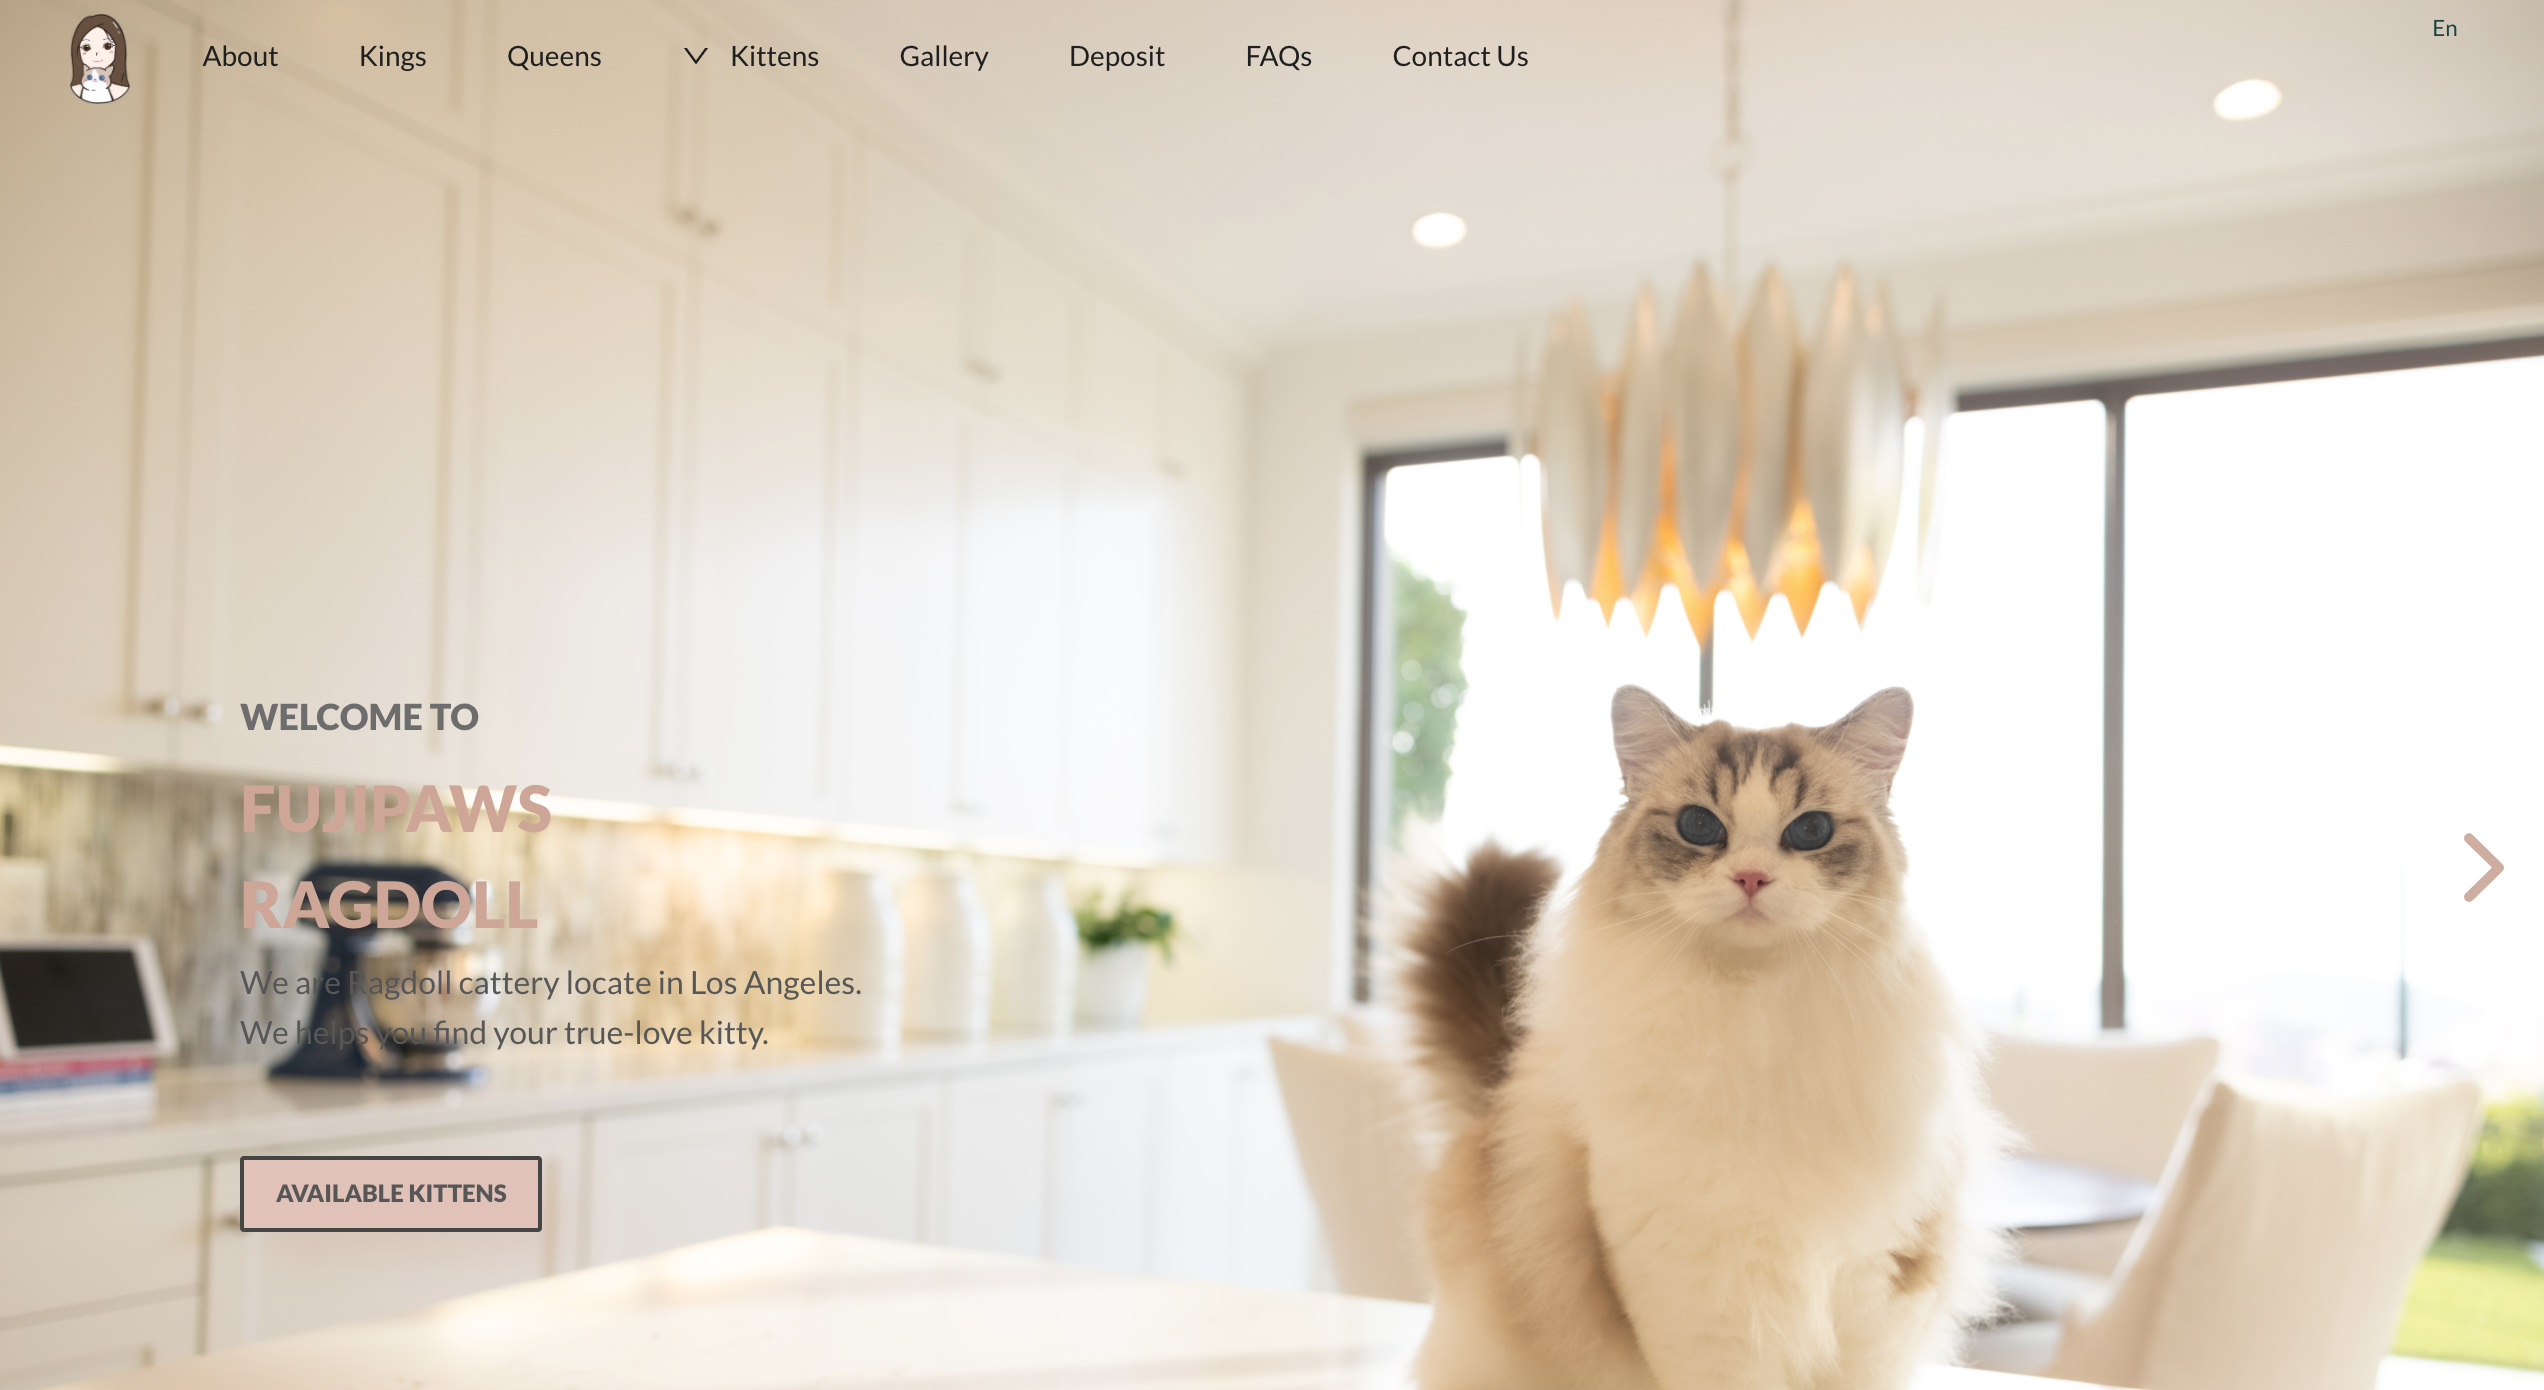 About
Kings
Queens
Kittens
Gallery
Deposit
FAQs
Contact Us
En
WELCOME TO
FUJIPAWS
RAGDOLL
We are Ragdoll cattery locate in Los Angeles.
We helps you find your true-love kitty.
AVAILABLE KITTENS